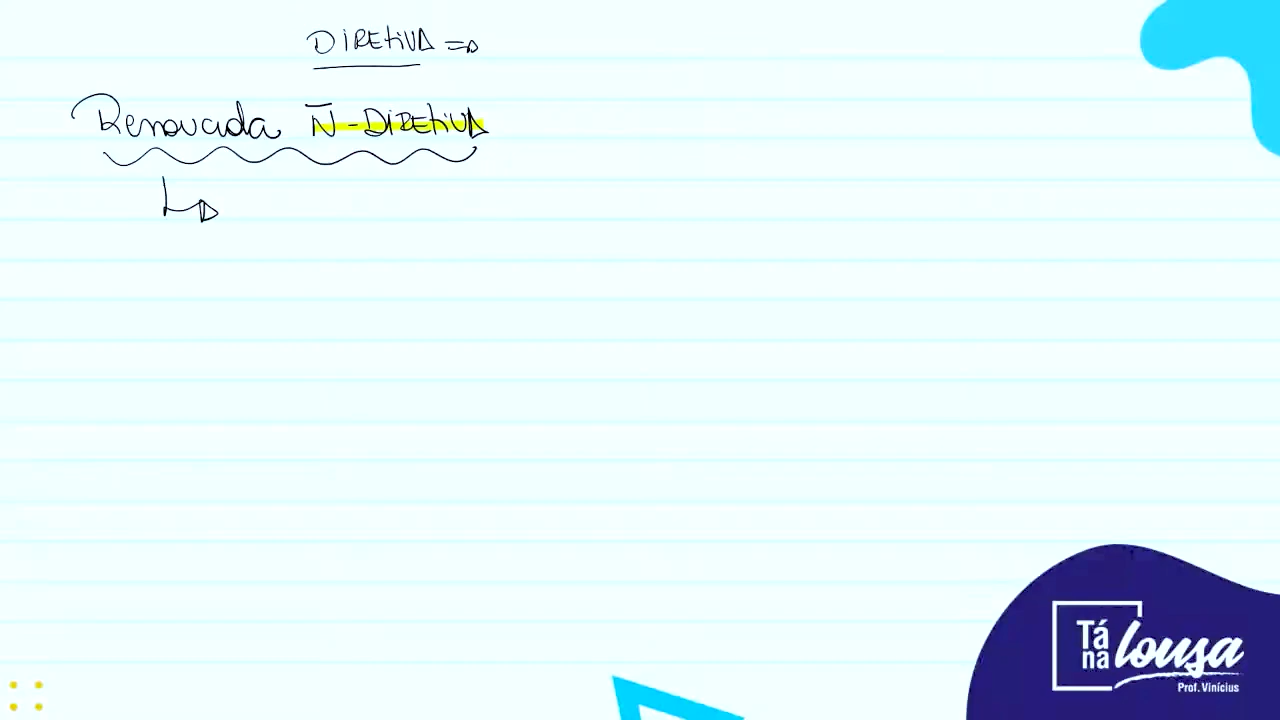 DIRETIVA =>
Renovada Ñ-DIRETIVA
Tá na lousa
Prof. Vinícius